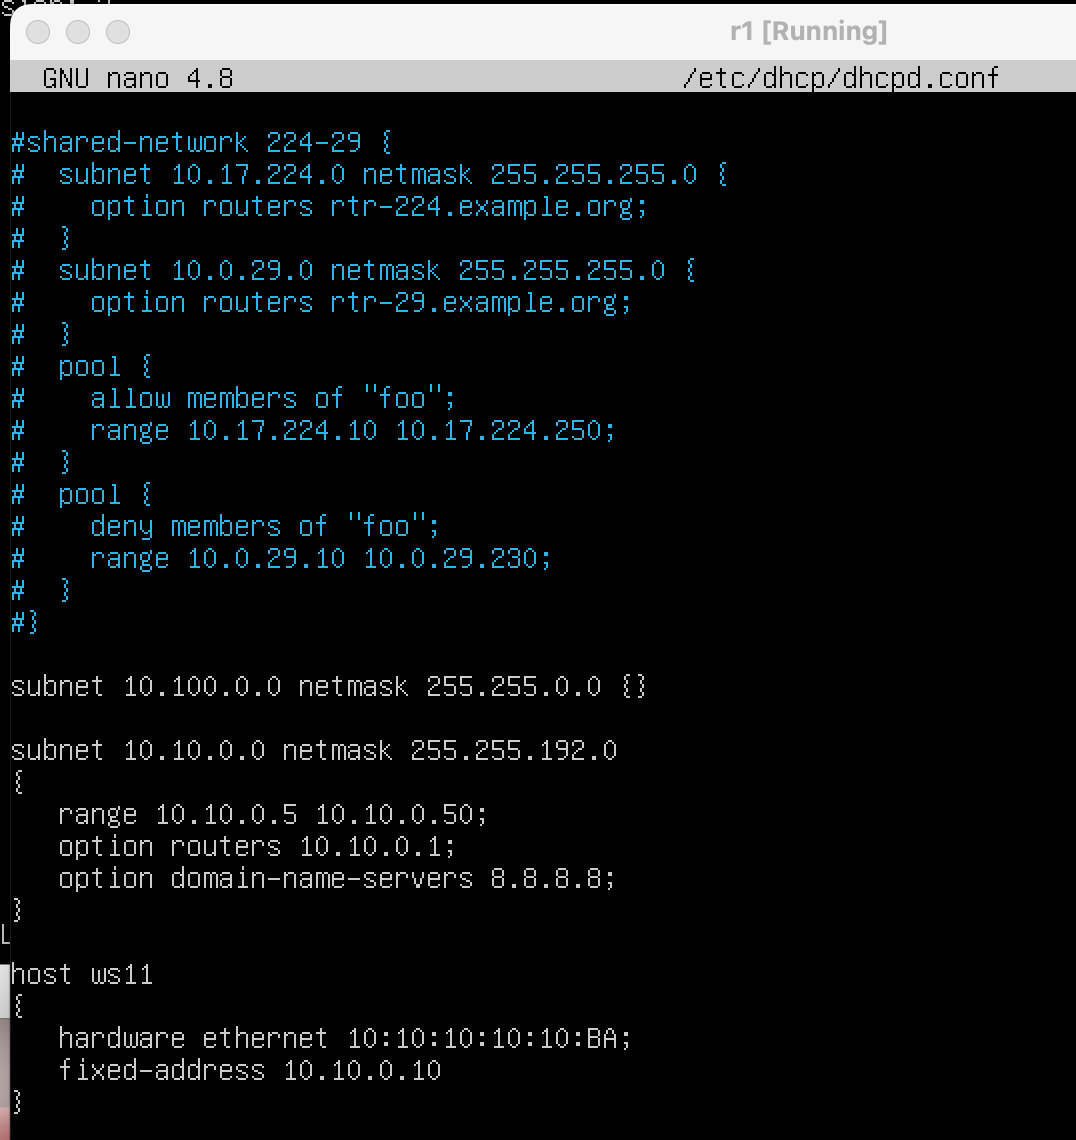 r1 [Running]
GNU nano 4.8 /etc/dhcp/dhcpd.conf
#shared-network 224-29 {
#  subnet 10.17.224.0 netmask 255.255.255.0 {
#    option routers rtr-224.example.org;
#  }
#  subnet 10.0.29.0 netmask 255.255.255.0 {
#    option routers rtr-29.example.org;
#  }
#  pool {
#    allow members of "foo";
#    range 10.17.224.10 10.17.224.250;
#  }
#  pool {
#    deny members of "foo";
#    range 10.0.29.10 10.0.29.230;
#  }
#}
subnet 10.100.0.0 netmask 255.255.0.0 {}
subnet 10.10.0.0 netmask 255.255.192.0
{
   range 10.10.0.5 10.10.0.50;
   option routers 10.10.0.1;
   option domain-name-servers 8.8.8.8;
}
host ws11
{
   hardware ethernet 10:10:10:10:10:BA;
   fixed-address 10.10.0.10
}